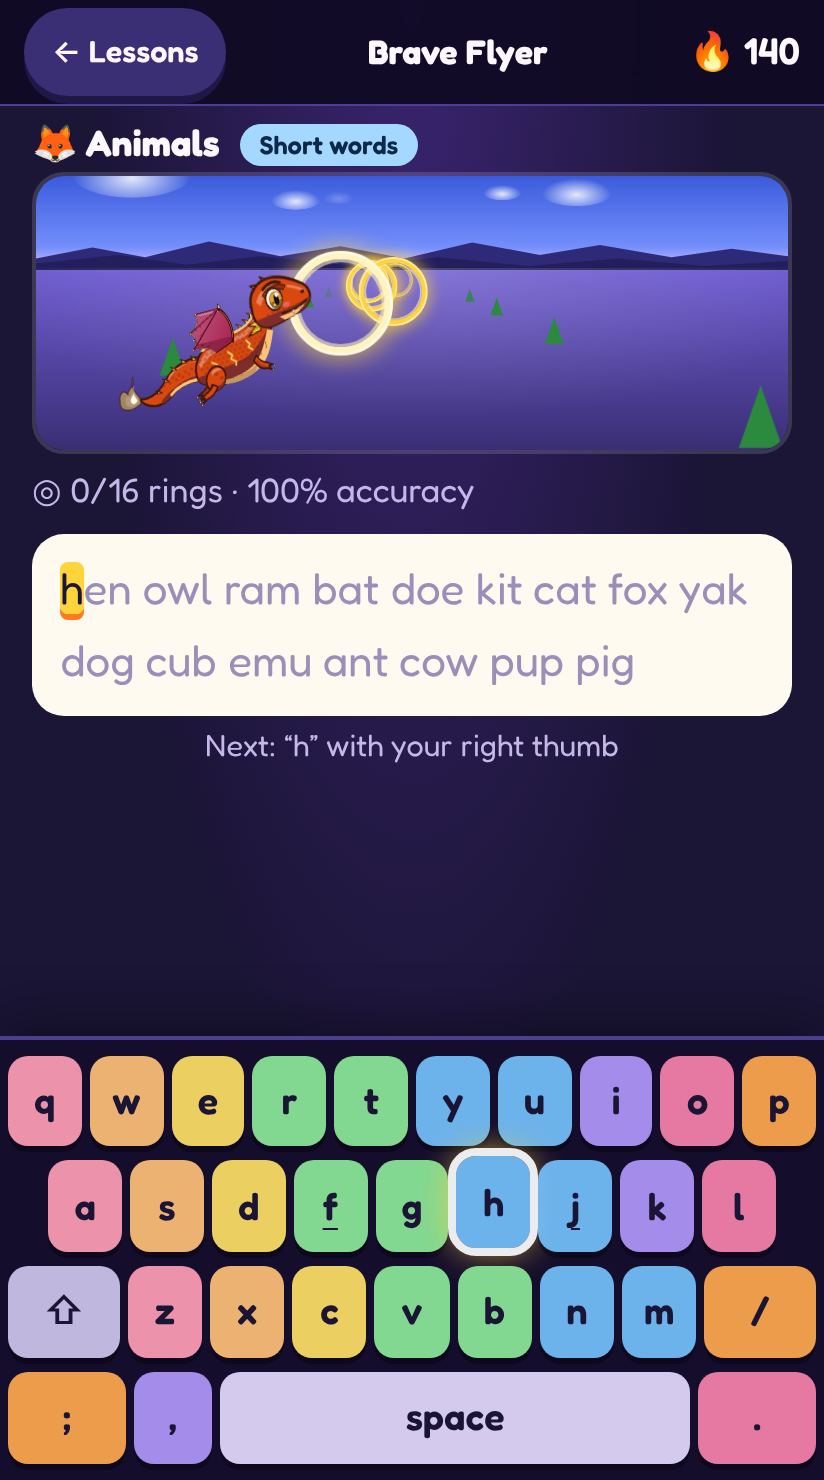 ← Lessons Brave Flyer 🔥 140
🦊 Animals Short words
◎ 0/16 rings · 100% accuracy
hen owl ram bat doe kit cat fox yak
dog cub emu ant cow pup pig
Next: “h” with your right thumb
q w e r t y u i o p
a s d f g h j k l
⇧ z x c v b n m /
; , space .